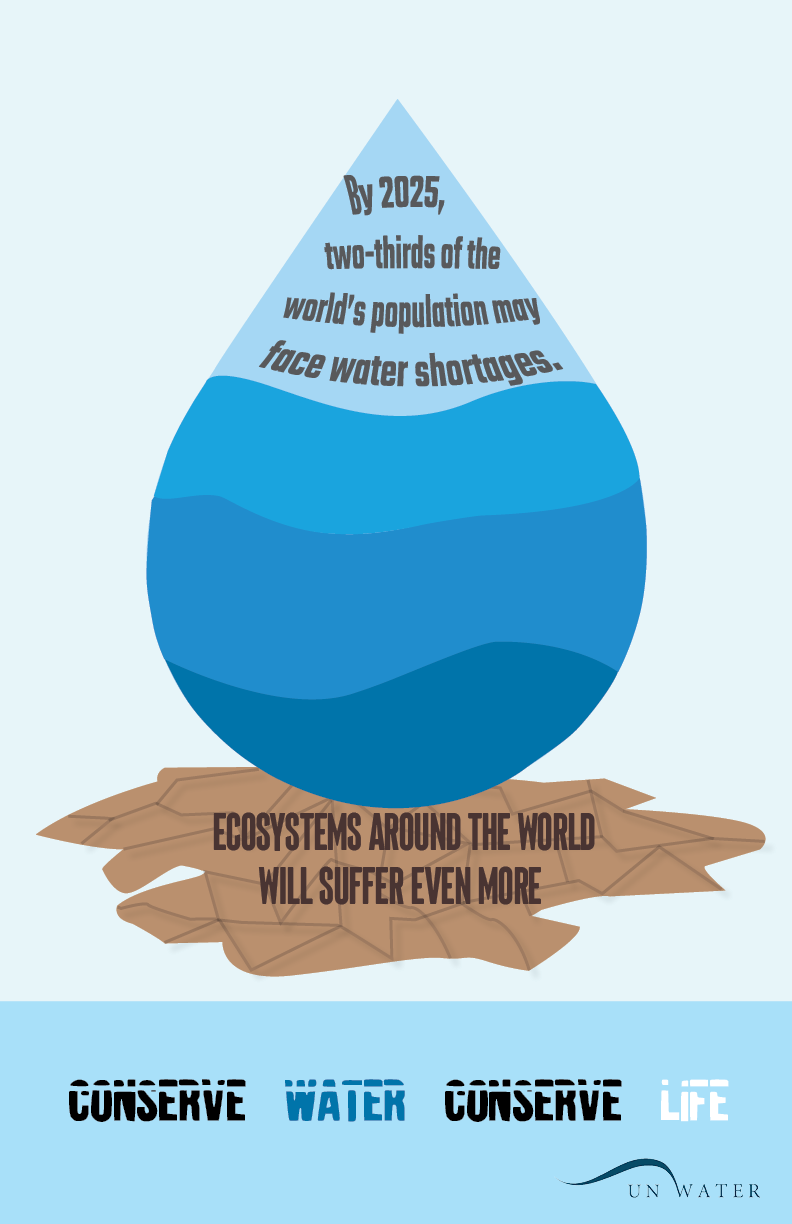 By 2025,
two-thirds of the
world's population may
face water shortages.
ECOSYSTEMS AROUND THE WORLD
WILL SUFFER EVEN MORE
CONSERVE WATER CONSERVE LIFE
UN WATER